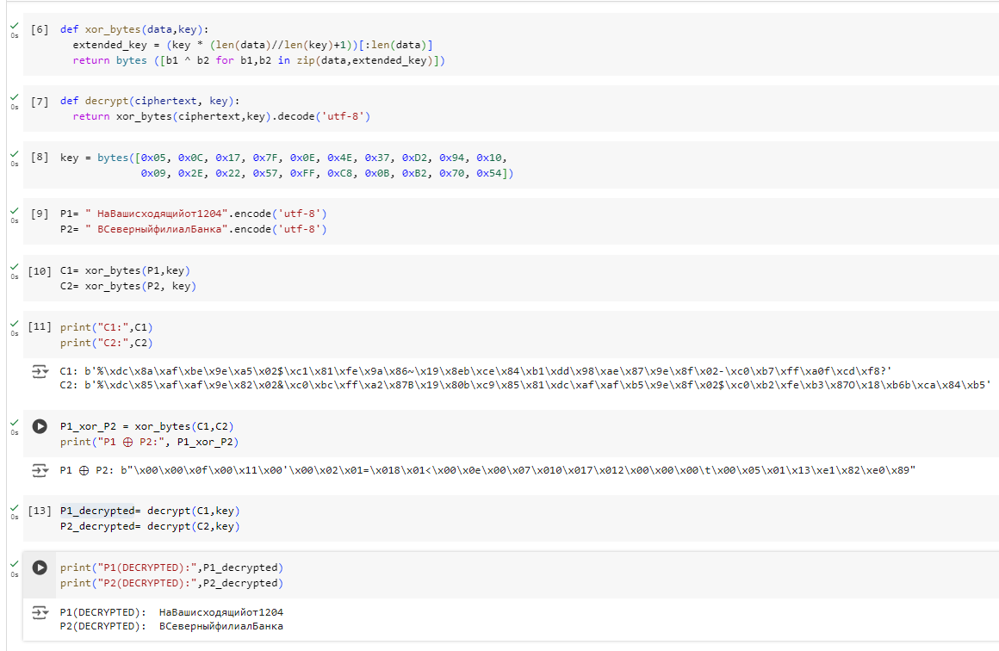 [6] def xor_bytes(data,key):
extended_key = (key * (len(data)//len(key)+1))[:len(data)]
return bytes ([b1 ^ b2 for b1,b2 in zip(data,extended_key)])
0s
[7] def decrypt(ciphertext, key):
return xor_bytes(ciphertext,key).decode('utf-8')
0s
[8] key = bytes([0x05, 0x0C, 0x17, 0x7F, 0x0E, 0x4E, 0x37, 0xD2, 0x94, 0x10,
0s
0x09, 0x2E, 0x22, 0x57, 0xFF, 0xC8, 0x0B, 0xB2, 0x70, 0x54])
[9] P1= " НаВашисходящийот1204".encode('utf-8')
0s
P2= " ВСеверныйфилиалБанка".encode('utf-8')
[10] C1= xor_bytes(P1,key)
0s
C2= xor_bytes(P2, key)
[11] print("C1:",C1)
0s
print("C2:",C2)
C1: b'%\xdc\x8a\xaf\xbe\x9e\xa5\x02$\xc1\x81\xfe\x9a\x86~\x19\x8eb\xce\x84\xb1\xdd\x98\xae\x87\x9e\x8f\x02-\xc0\xb7\xff\xa0f\xcd\xf8?'
C2: b'%\xdc\x85\xaf\xaf\x9e\x82\x02&\xc0\xbc\xff\xa2\x87B\x19\x80b\xc9\x85\x81\xdc\xaf\xaf\xb5\x9e\x8f\x02$\xc0\xb2\xfe\xb3\x87O\x18\xb6b\xca\x84\xb5'
P1_xor_P2 = xor_bytes(C1,C2)
0s
print("P1 ⊕ P2:", P1_xor_P2)
P1 ⊕ P2: b"\x00\x00\x0f\x00\x11\x00'\x00\x02\x01=\x018\x01<\x00\x0e\x00\x07\x010\x017\x012\x00\x00\x00\t\x00\x05\x01\x13\xe1\x82\xe0\x89"
[13] P1_decrypted= decrypt(C1,key)
0s
P2_decrypted= decrypt(C2,key)
print("P1(DECRYPTED):",P1_decrypted)
0s
print("P2(DECRYPTED):",P2_decrypted)
P1(DECRYPTED):  НаВашисходящийот1204
P2(DECRYPTED):  ВСеверныйфилиалБанка